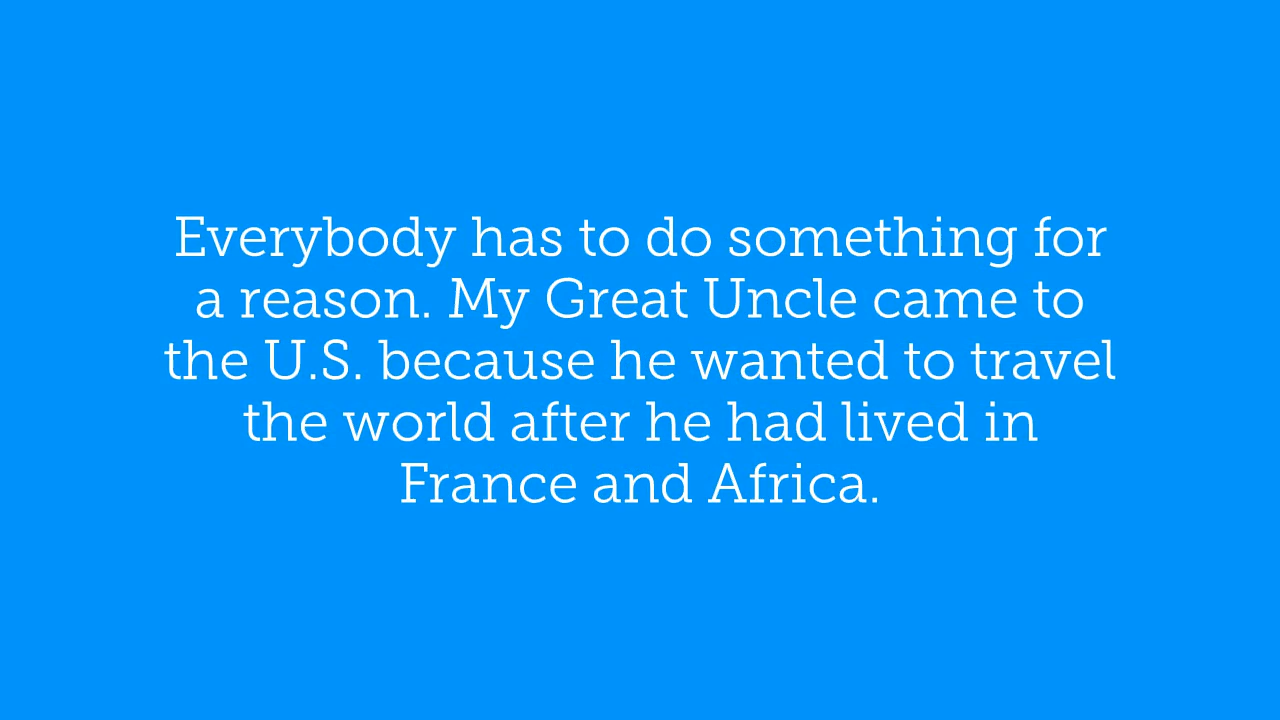 Everybody has to do something for
a reason. My Great Uncle came to
the U.S. because he wanted to travel
the world after he had lived in
France and Africa.